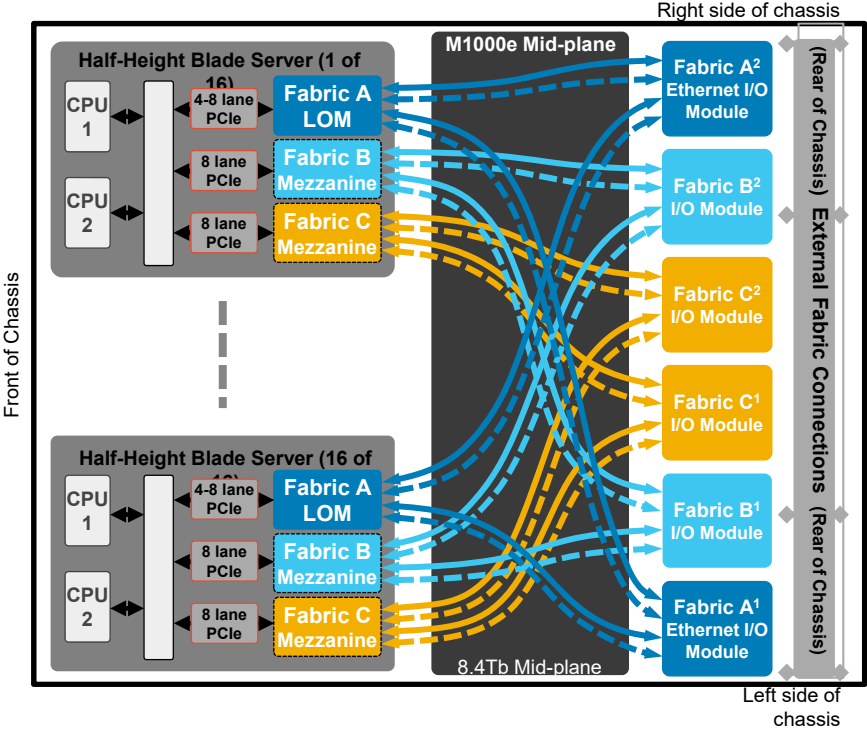 Right side of chassis
Front of Chassis
Half-Height Blade Server (1 of
16)
CPU
1
CPU
2
4-8 lane
PCIe
8 lane
PCIe
8 lane
PCIe
Fabric A
LOM
Fabric B
Mezzanine
Fabric C
Mezzanine
Half-Height Blade Server (16 of
CPU
1
CPU
2
4-8 lane
PCIe
8 lane
PCIe
8 lane
PCIe
Fabric A
LOM
Fabric B
Mezzanine
Fabric C
Mezzanine
M1000e Mid-plane
8.4Tb Mid-plane
Fabric A²
Ethernet I/O
Module
Fabric B²
I/O Module
Fabric C²
I/O Module
Fabric C¹
I/O Module
Fabric B¹
I/O Module
Fabric A¹
Ethernet I/O
Module
(Rear of Chassis) External Fabric Connections (Rear of Chassis)
Left side of
chassis